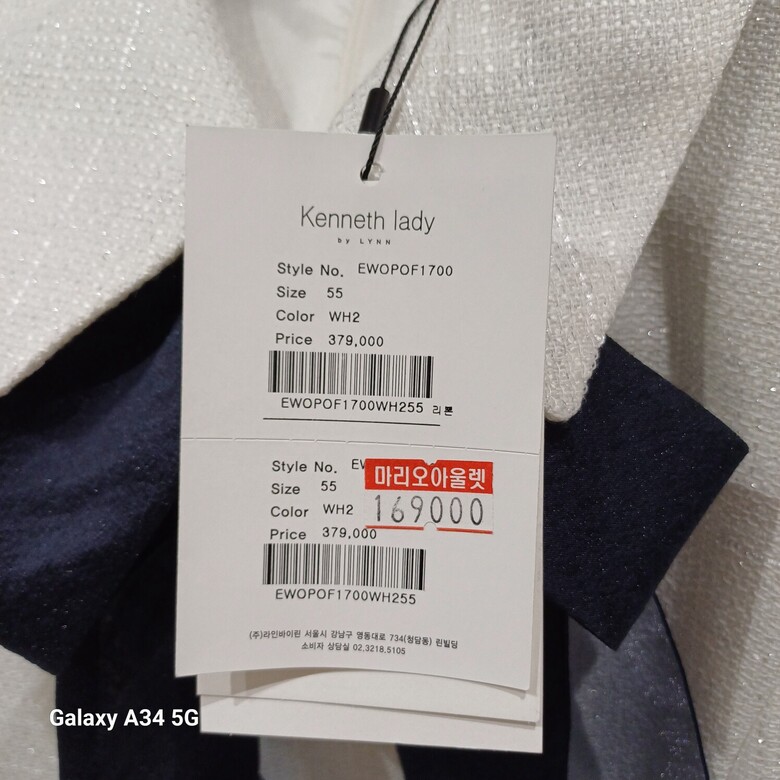 Kenneth lady
by LYNN
Style No. EWOPOF1700
Size 55
Color WH2
Price 379,000
EWOPOF1700WH255 리본
Style No. EW
마리오아울렛
Size 55
169000
Color WH2
Price 379,000
EWOPOF1700WH255
(주)라인바이린 서울시 강남구 영동대로 734(청담동) 린빌딩
소비자 상담실 02.3218.5105
Galaxy A34 5G